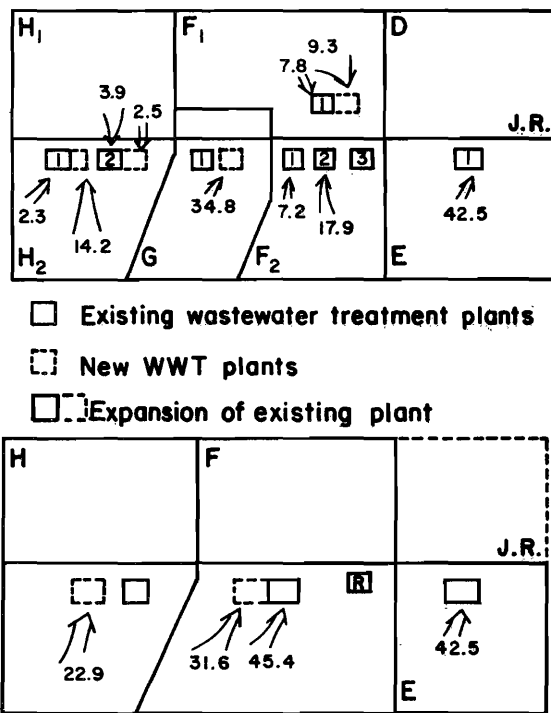 H1 F1 D
9.3
7.8
3.9
2.5
1
J.R.
1 2 1 1 2 3 1
2.3
34.8
7.2
42.5
14.2
17.9
H2 G F2 E
Existing wastewater treatment plants
New WWT plants
Expansion of existing plant
H F
J.R.
R
22.9
31.6 45.4
42.5
E